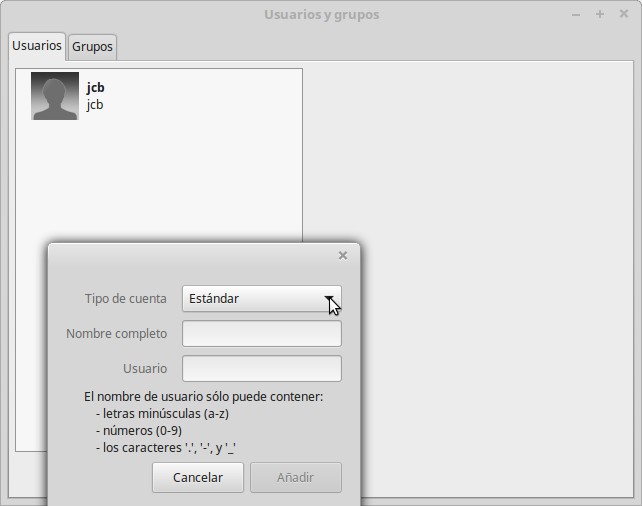 Usuarios y grupos
Usuarios Grupos
jcb
jcb
Tipo de cuenta Estándar
Nombre completo
Usuario
El nombre de usuario sólo puede contener:
- letras minúsculas (a-z)
- números (0-9)
- los caracteres '.', '-', y '_'
Cancelar Añadir